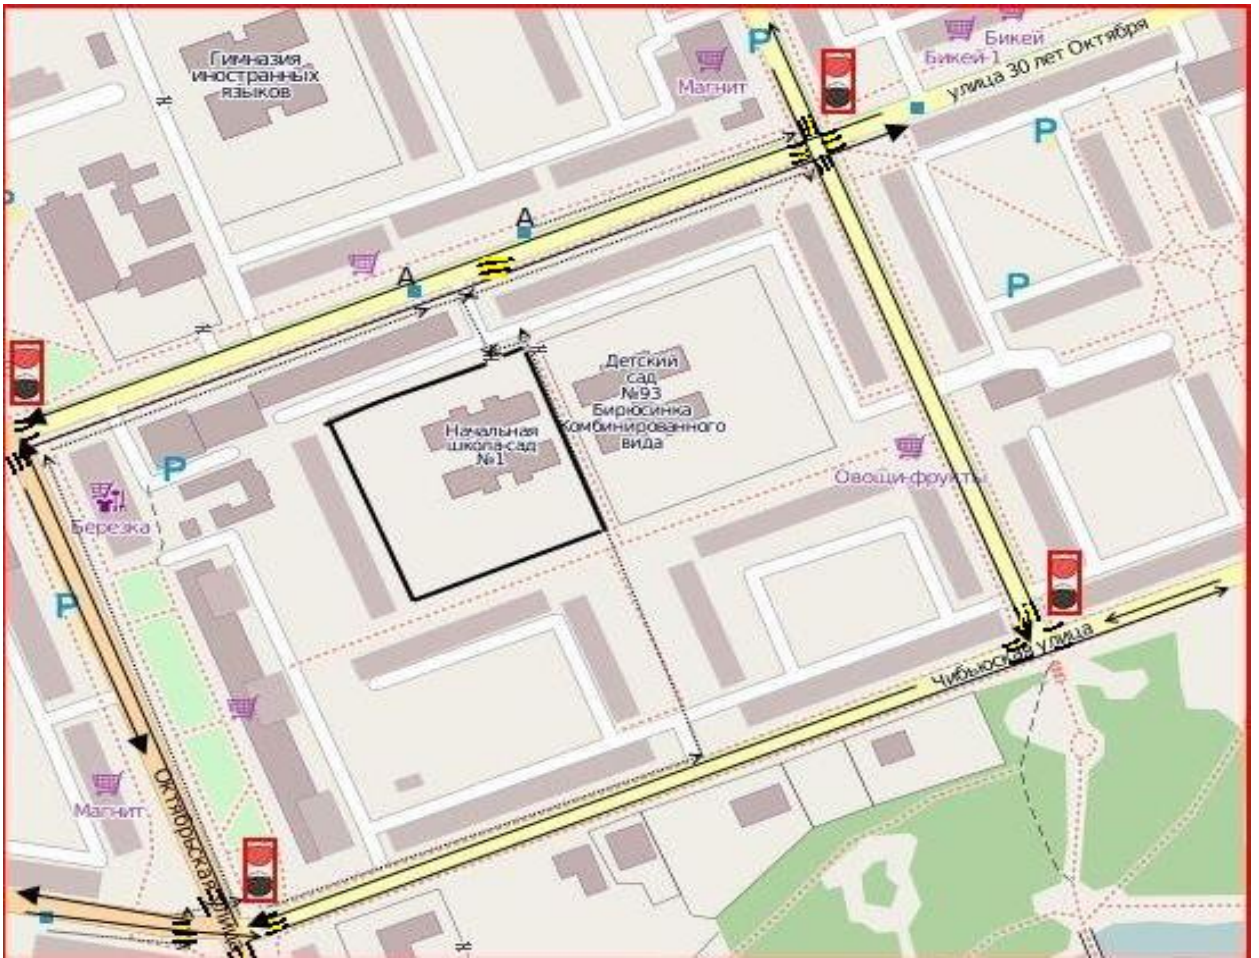 Бикей
Бикей-1
улица 30 лет Октября
Р
Магнит
Гимназия
иностранных
языков
Р
А
А
Р
Детский
сад
№93
Бирюсинка
Комбинированного
вида
Начальная
школа-сад
№1
Р
Овощи-фрукты
Березка
Р
Чибьюская улица
Магнит
Октябрьская улица